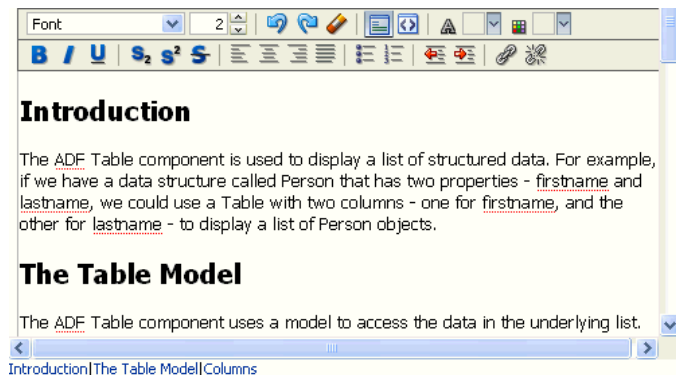 Font 2
B I U S2 S2 S
Introduction
The ADF Table component is used to display a list of structured data. For example,
if we have a data structure called Person that has two properties - firstname and
lastname, we could use a Table with two columns - one for firstname, and the
other for lastname - to display a list of Person objects.
The Table Model
The ADF Table component uses a model to access the data in the underlying list.
Introduction|The Table Model|Columns